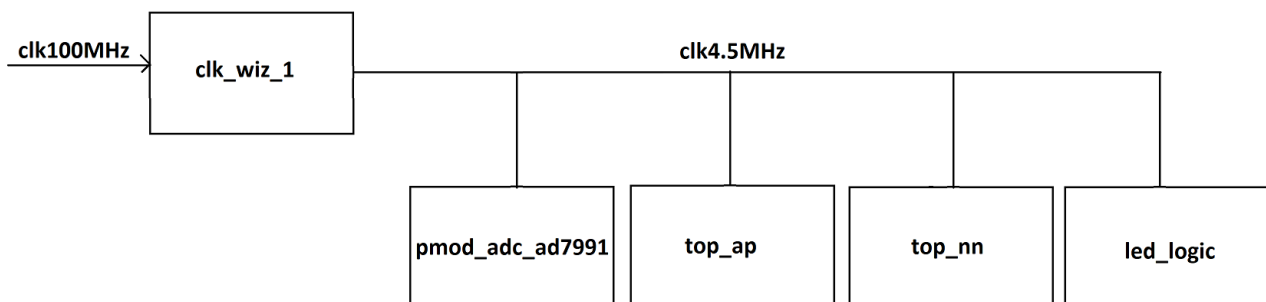 clk100MHz
clk_wiz_1
clk4.5MHz
pmod_adc_ad7991
top_ap
top_nn
led_logic